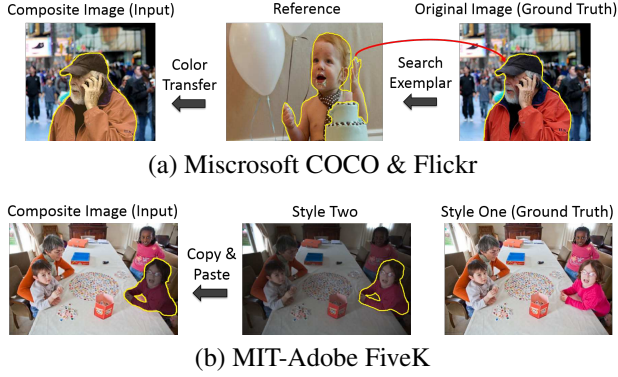 Composite Image (Input) Reference Original Image (Ground Truth)
Color Transfer Search Exemplar
(a) Miscrosoft COCO & Flickr
Composite Image (Input) Style Two Style One (Ground Truth)
Copy & Paste
(b) MIT-Adobe FiveK